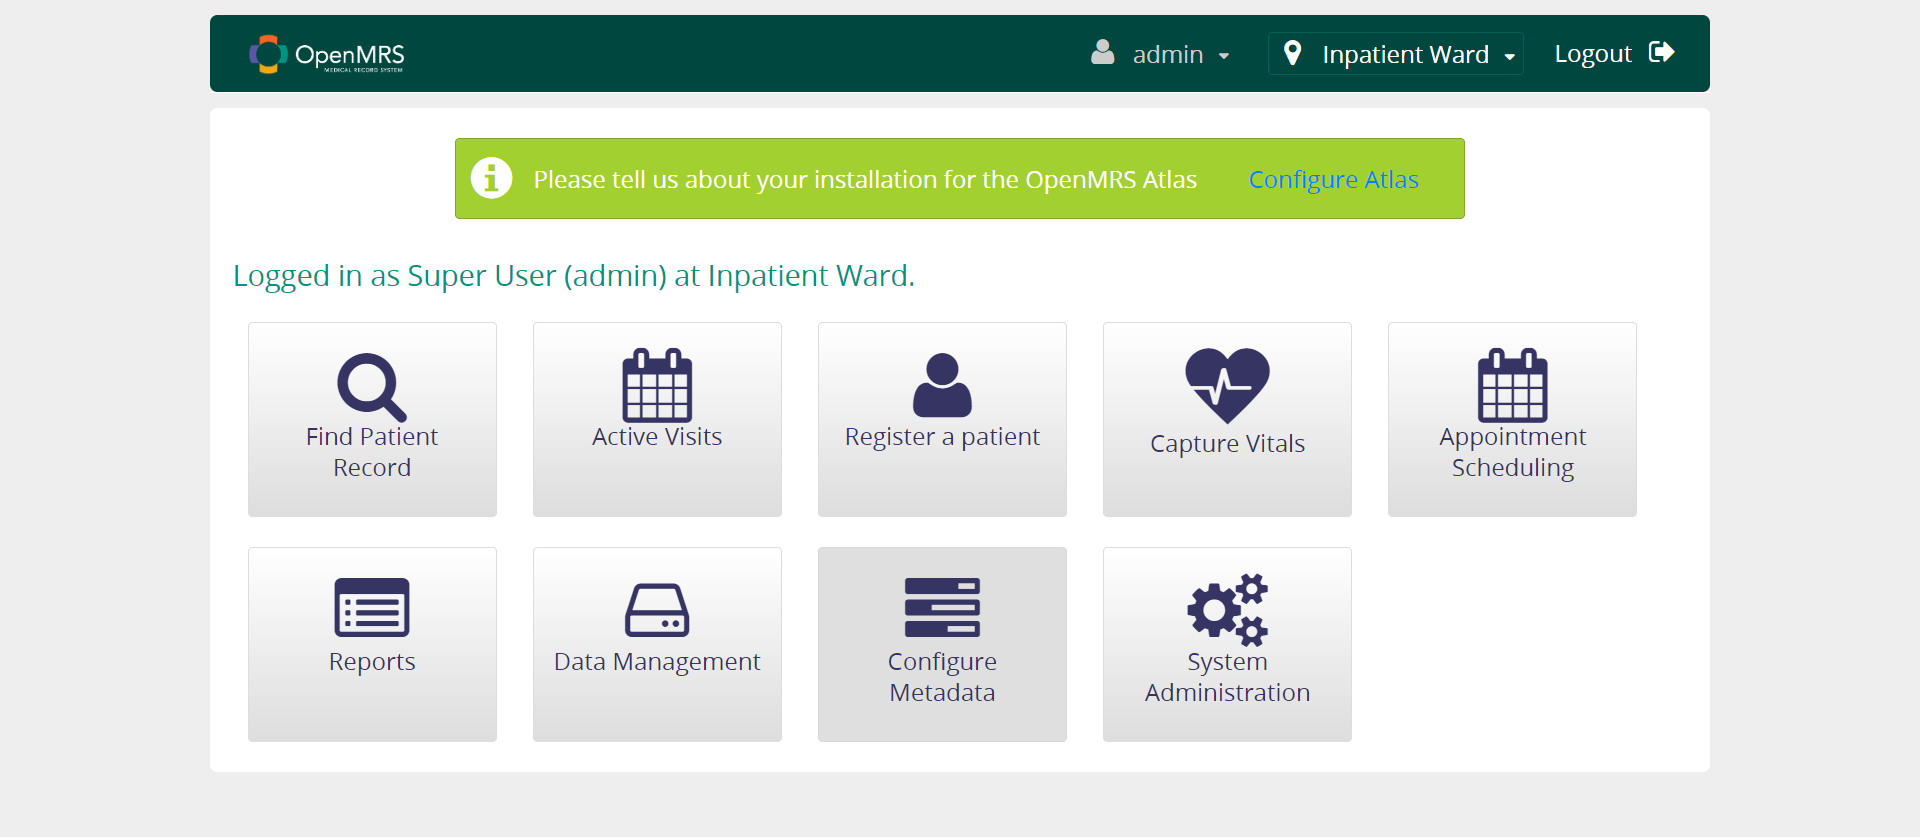 OpenMRS
MEDICAL RECORD SYSTEM
admin
Inpatient Ward
Logout
Please tell us about your installation for the OpenMRS Atlas Configure Atlas
Logged in as Super User (admin) at Inpatient Ward.
Find Patient
Record
Active Visits
Register a patient
Capture Vitals
Appointment
Scheduling
Reports
Data Management
Configure
Metadata
System
Administration